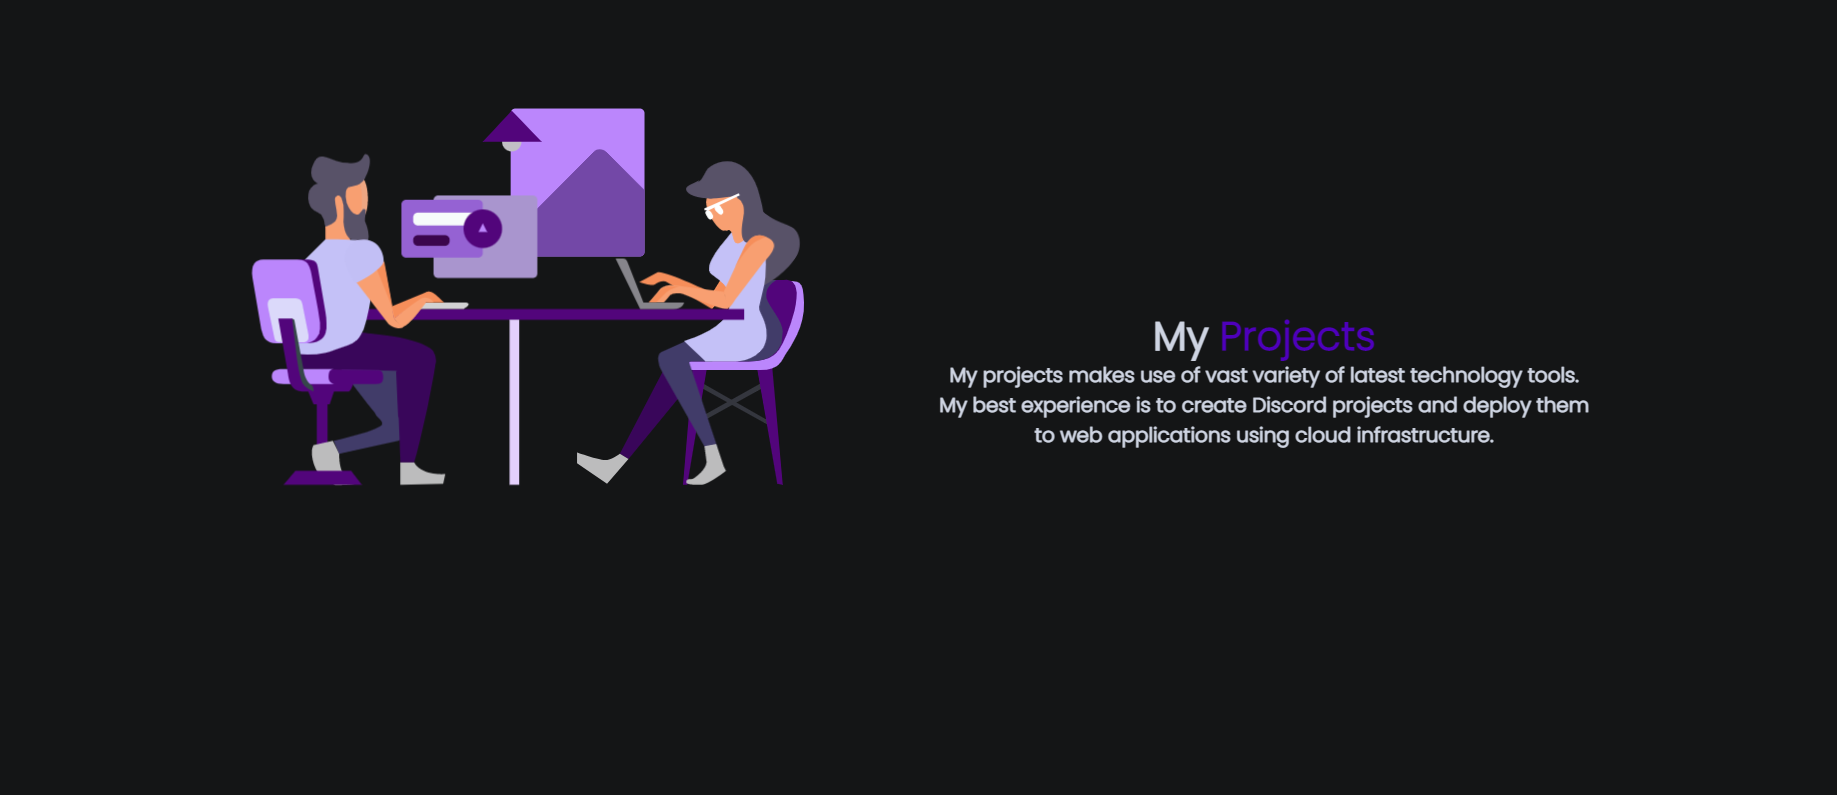 My Projects
My projects makes use of vast variety of latest technology tools.
My best experience is to create Discord projects and deploy them
to web applications using cloud infrastructure.